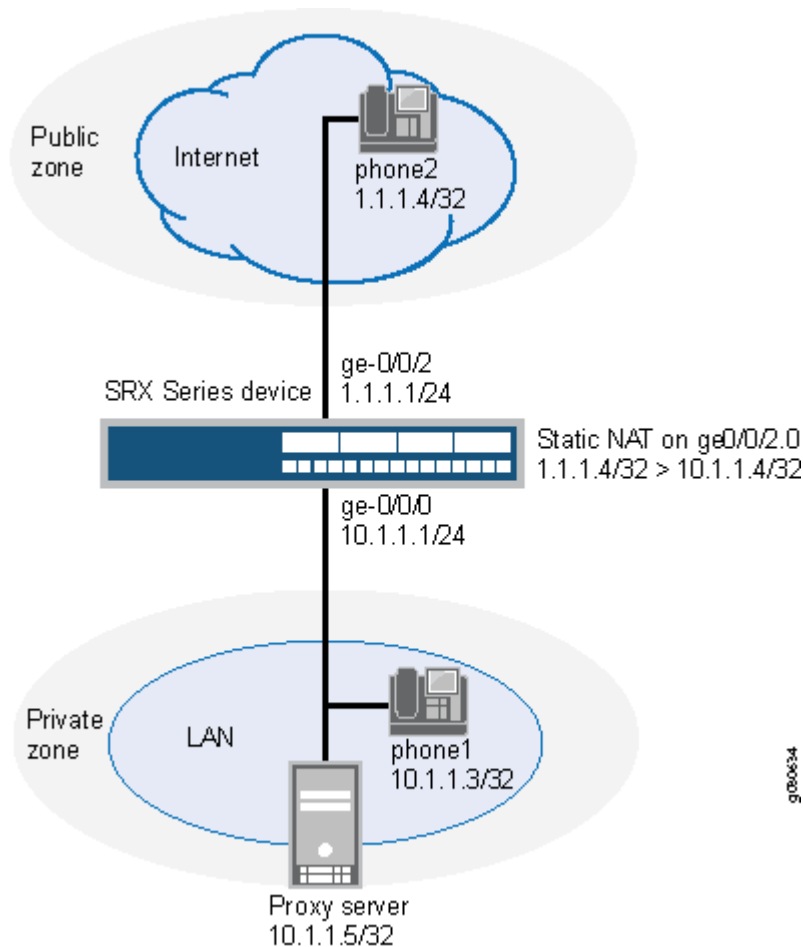 Public
zone
Internet
phone2
1.1.1.4/32
ge-0/0/2
1.1.1.1/24
SRX Series device
Static NAT on ge0/0/2.0
1.1.1.4/32 > 10.1.1.4/32
ge-0/0/0
10.1.1.1/24
Private
zone
LAN
phone1
10.1.1.3/32
Proxy server
10.1.1.5/32
g030634